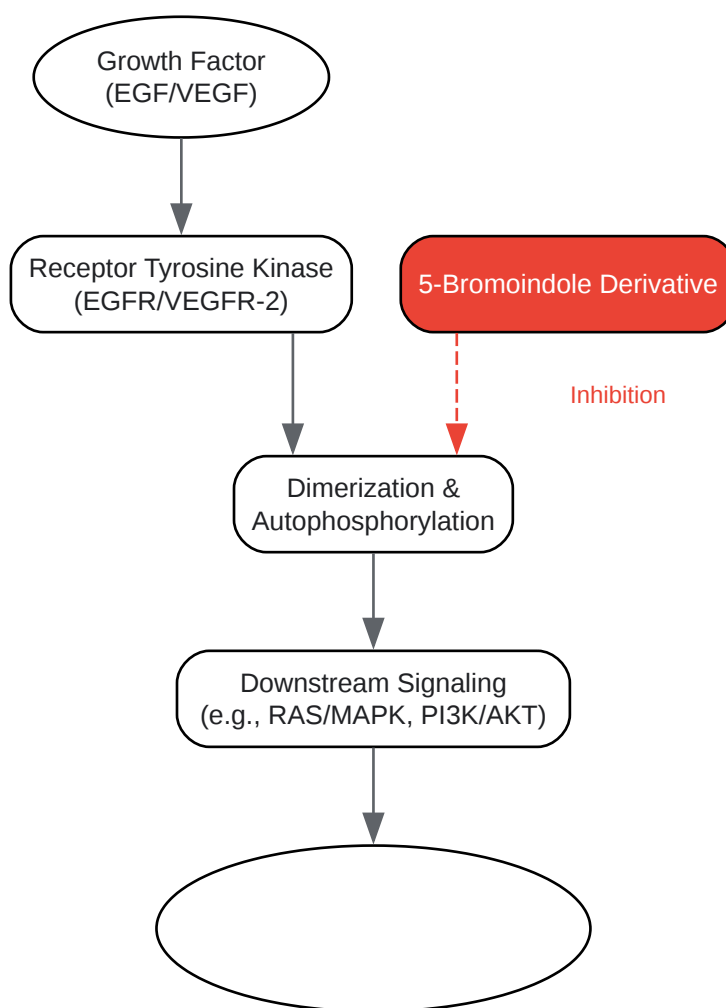 Growth Factor
(EGF/VEGF)
Receptor Tyrosine Kinase
(EGFR/VEGFR-2)
5-Bromoindole Derivative
Inhibition
Dimerization &
Autophosphorylation
Downstream Signaling
(e.g., RAS/MAPK, PI3K/AKT)